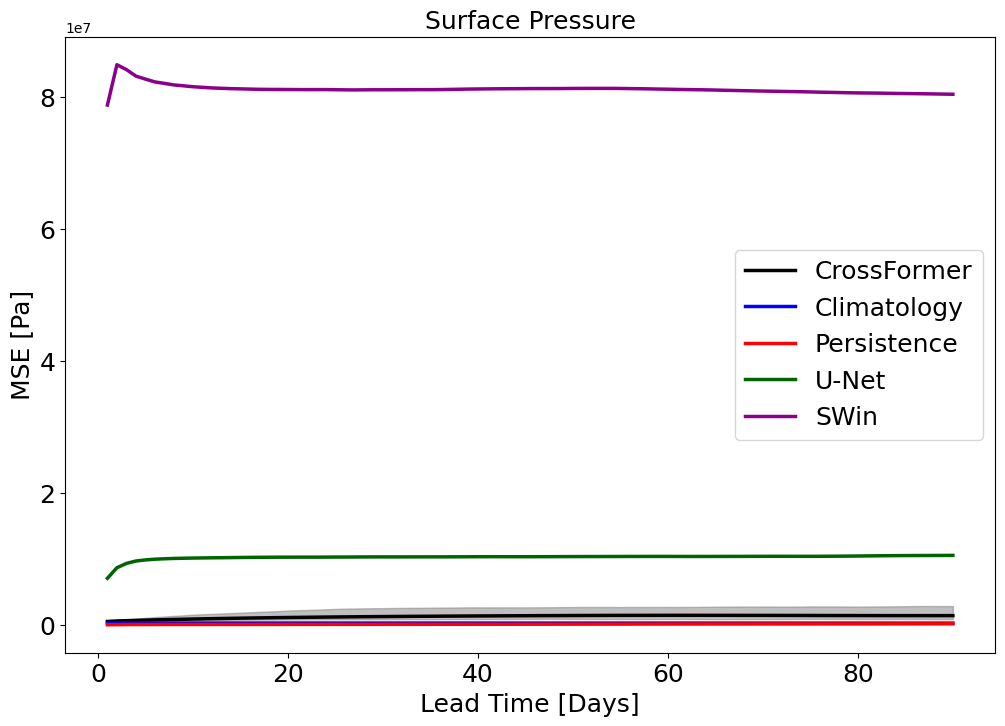 Surface Pressure
1e7
8
6
4
2
0
MSE [Pa]
CrossFormer
Climatology
Persistence
U-Net
SWin
0 20 40 60 80
Lead Time [Days]